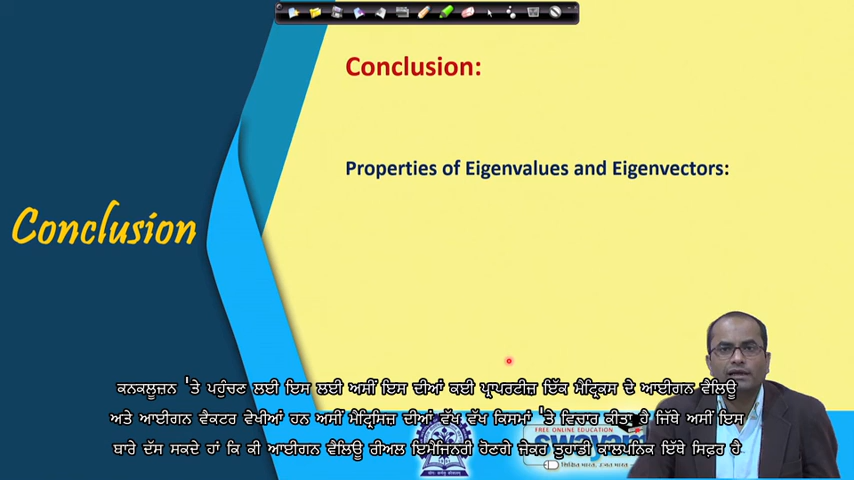 Conclusion:
Properties of Eigenvalues and Eigenvectors:
Conclusion
ਕਨਕਲੂਜ਼ਨ 'ਤੇ ਪਹੁੰਚਣ ਲਈ ਇਸ ਲਈ ਅਸੀਂ ਇਸ ਦੀਆਂ ਕਈ ਪ੍ਰਾਪਰਟੀਜ਼ ਇੱਕ ਮੈਟ੍ਰਿਕਸ ਦੇ ਆਈਗਨ ਵੈਲਿਊ
ਅਤੇ ਆਈਗਨ ਵੈਕਟਰ ਵੇਖੀਆਂ ਹਨ ਅਸੀਂ ਮੈਟ੍ਰਿਸਿਜ਼ ਦੀਆਂ ਵੱਖ ਵੱਖ ਕਿਸਮਾਂ 'ਤੇ ਵਿਚਾਰ ਕੀਤਾ ਹੈ ਜਿੱਥੇ ਅਸੀਂ ਇਸ
ਬਾਰੇ ਦੱਸ ਸਕਦੇ ਹਾਂ ਕਿ ਕੀ ਆਈਗਨ ਵੈਲਿਊ ਰੀਅਲ ਇਮੈਜਿਨਰੀ ਹੋਣਗੇ ਜੇਕਰ ਤੁਹਾਡੀ ਕਾਲਪਨਿਕ ਇੱਥੇ ਸਿਫ਼ਰ ਹੈ
FREE ONLINE EDUCATION
swayam